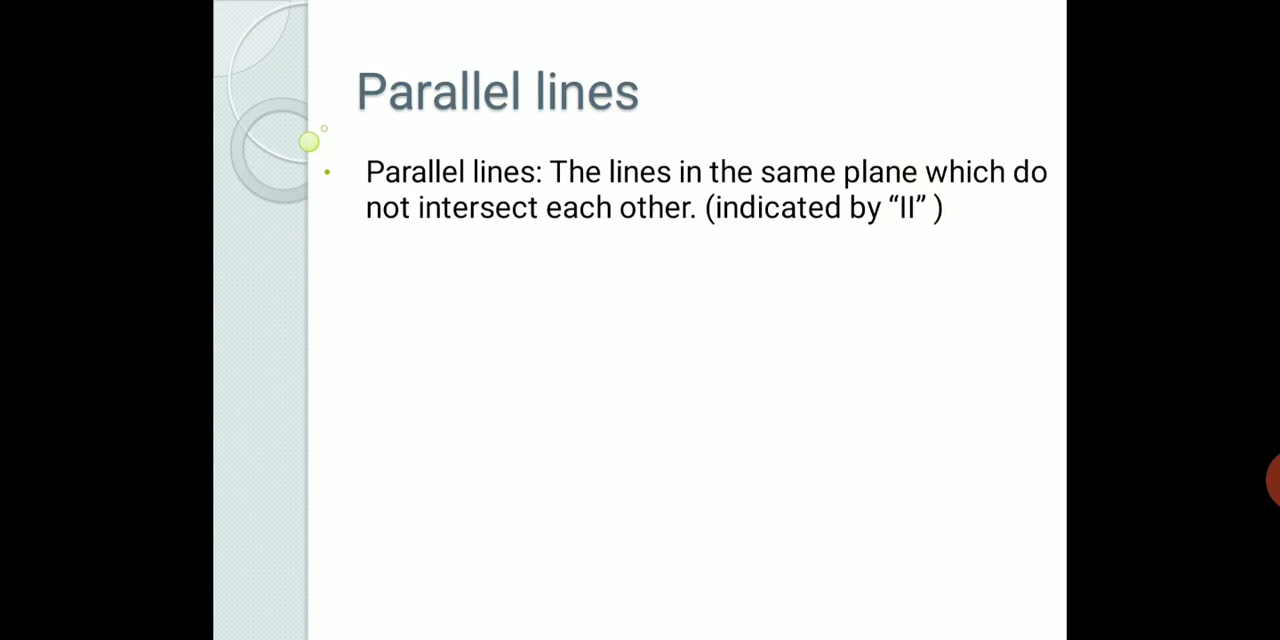 Parallel lines
• Parallel lines: The lines in the same plane which do
not intersect each other. (indicated by “II” )